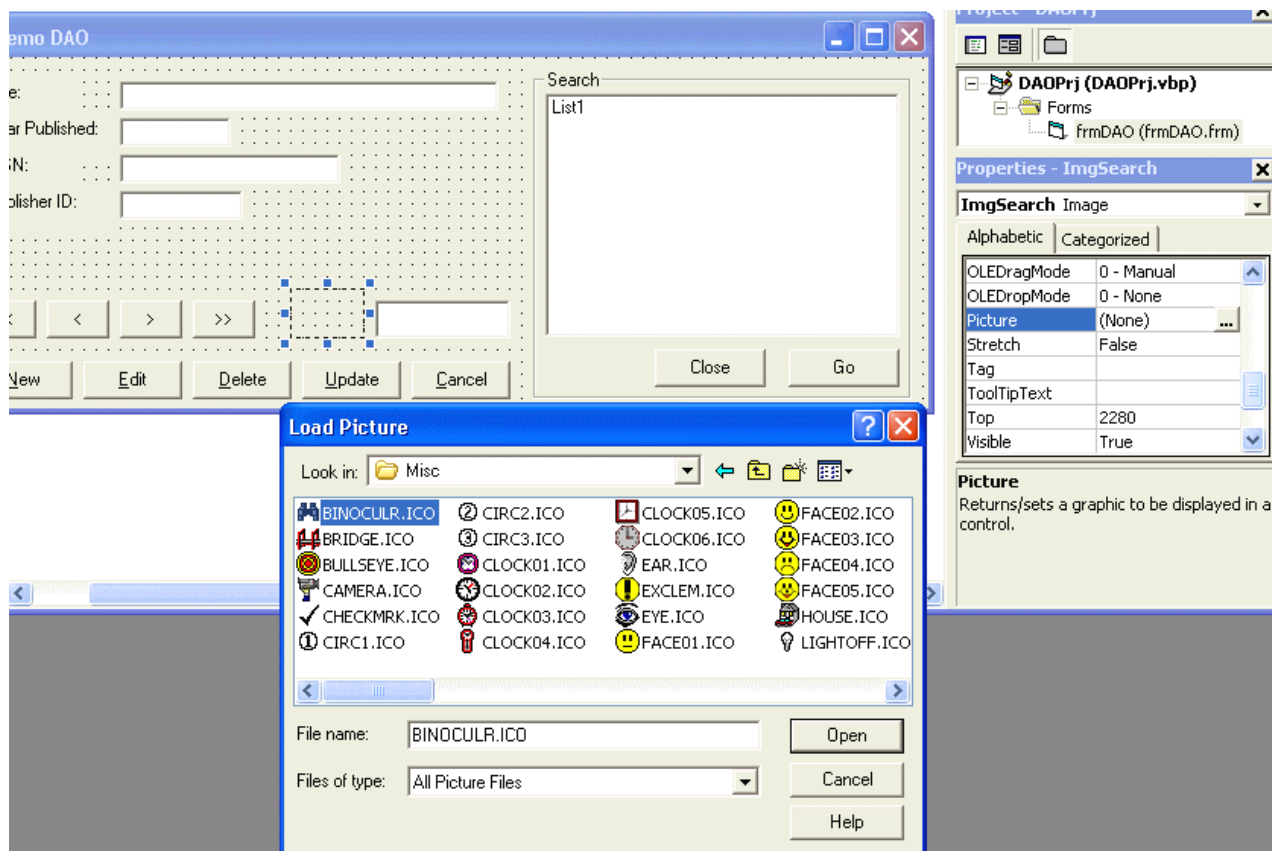 emo DAO
e:
ar Published:
N:
olisher ID:
< > >>
New Edit Delete Update Cancel
Search
List1
Close Go
Project - DAOPrj
DAOPrj (DAOPrj.vbp)
Forms
frmDAO (frmDAO.frm)
Properties - ImgSearch
ImgSearch Image
Alphabetic Categorized
OLEDragMode 0 - Manual
OLEDropMode 0 - None
Picture (None) ...
Stretch False
Tag
ToolTipText
Top 2280
Visible True
Picture
Returns/sets a graphic to be displayed in a
control.
Load Picture
Look in: Misc
BINOCULR.ICO CIRC2.ICO CLOCK05.ICO FACE02.ICO
BRIDGE.ICO CIRC3.ICO CLOCK06.ICO FACE03.ICO
BULLSEYE.ICO CLOCK01.ICO EAR.ICO FACE04.ICO
CAMERA.ICO CLOCK02.ICO EXCLEM.ICO FACE05.ICO
CHECKMRK.ICO CLOCK03.ICO EYE.ICO HOUSE.ICO
CIRC1.ICO CLOCK04.ICO FACE01.ICO LIGHTOFF.ICO
File name: BINOCULR.ICO Open
Files of type: All Picture Files Cancel
Help